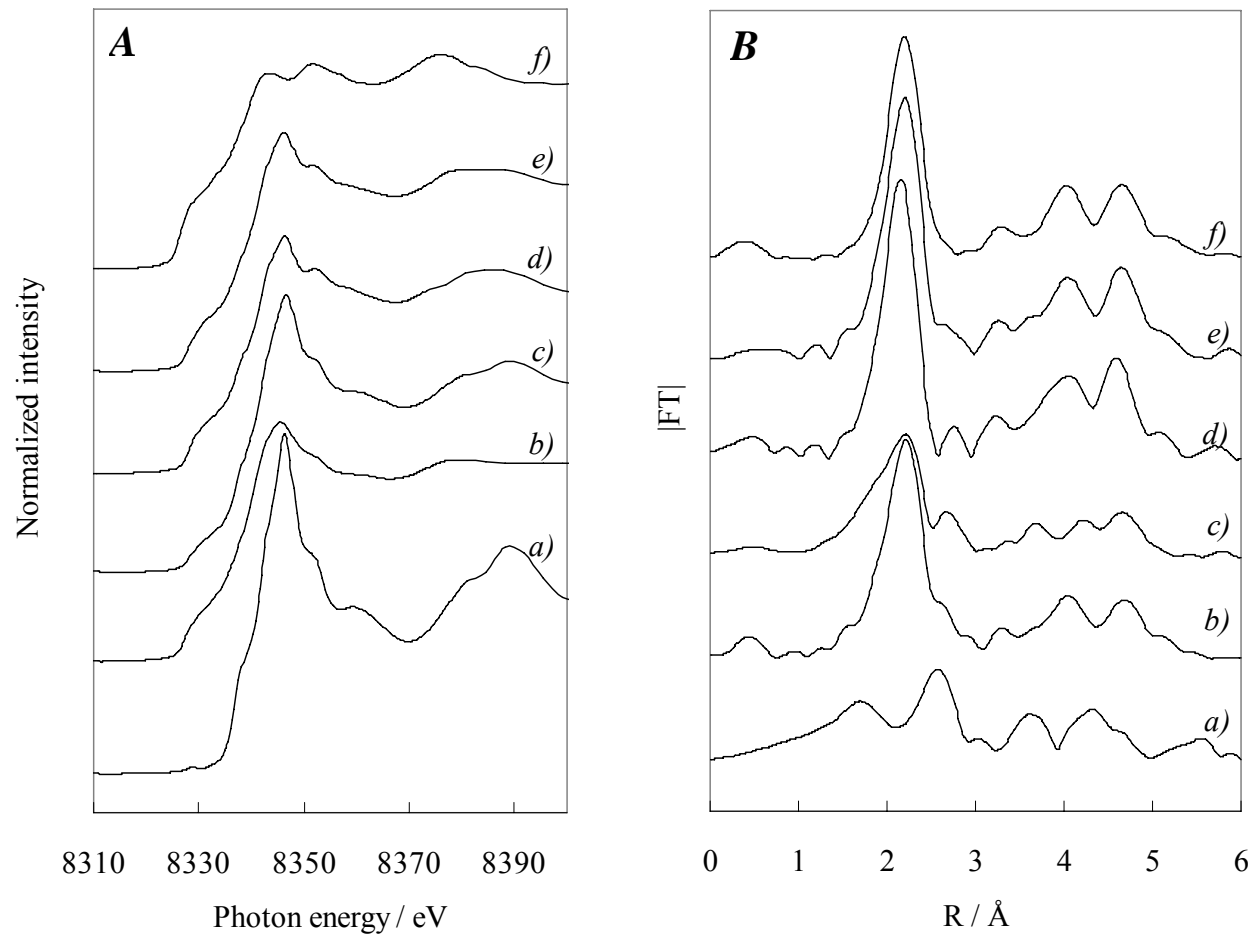 A
f)
e)
d)
c)
b)
a)
Normalized intensity
8310 8330 8350 8370 8390
Photon energy / eV
B
f)
e)
d)
c)
b)
a)
|FT|
0 1 2 3 4 5 6
R / Å